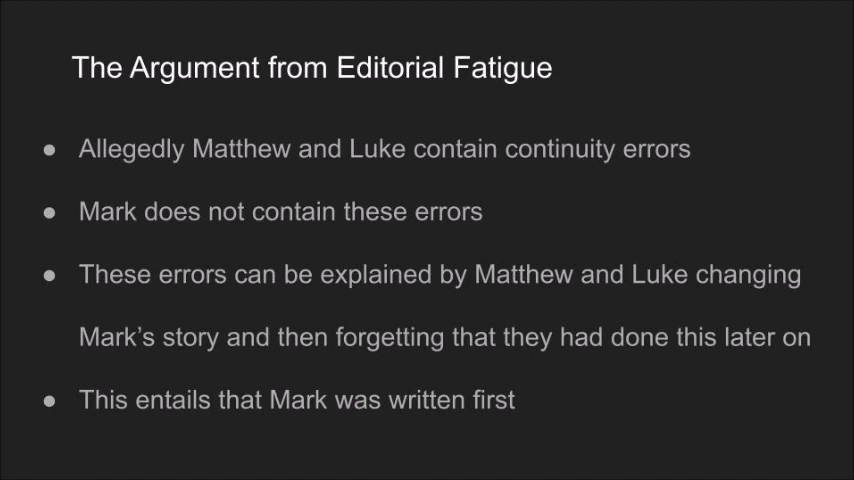 The Argument from Editorial Fatigue
● Allegedly Matthew and Luke contain continuity errors
● Mark does not contain these errors
● These errors can be explained by Matthew and Luke changing
Mark’s story and then forgetting that they had done this later on
● This entails that Mark was written first